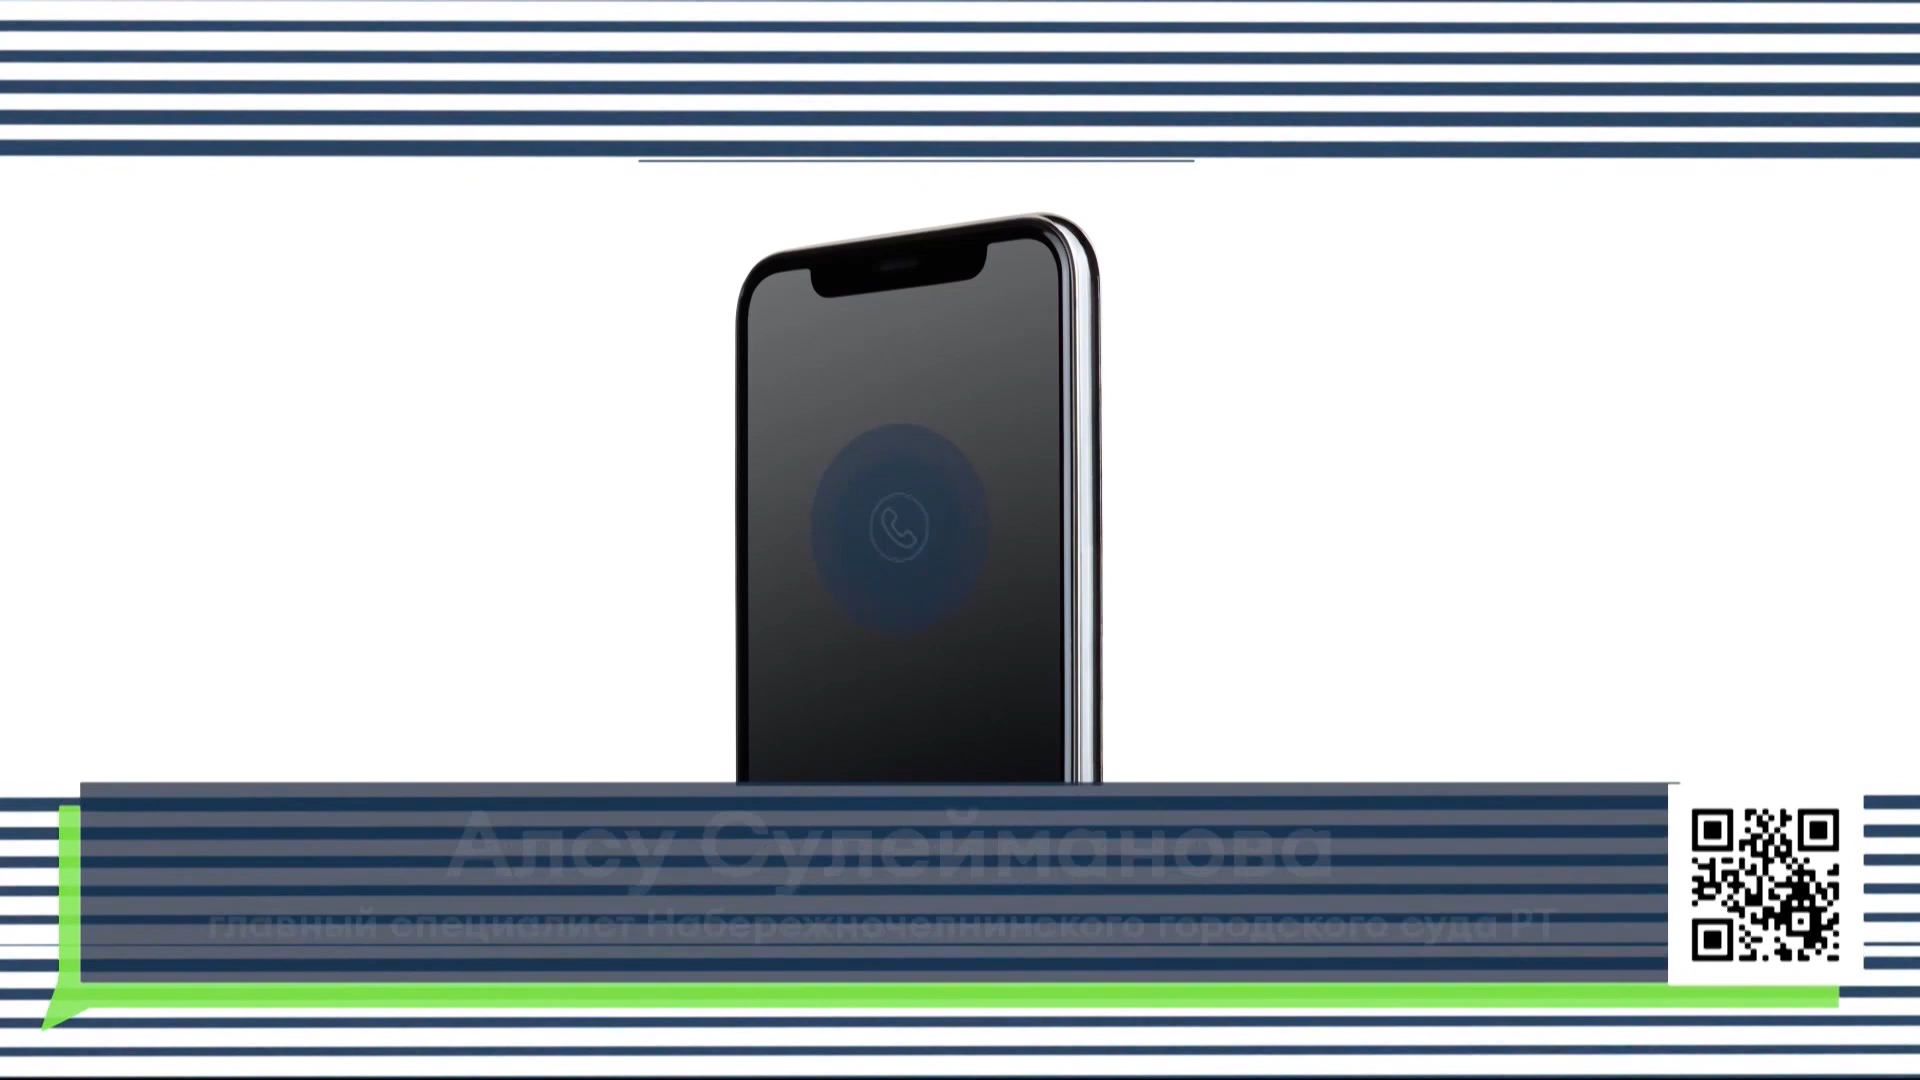 Алсу Сулейманова
главный специалист Набережночелнинского городского суда РТ